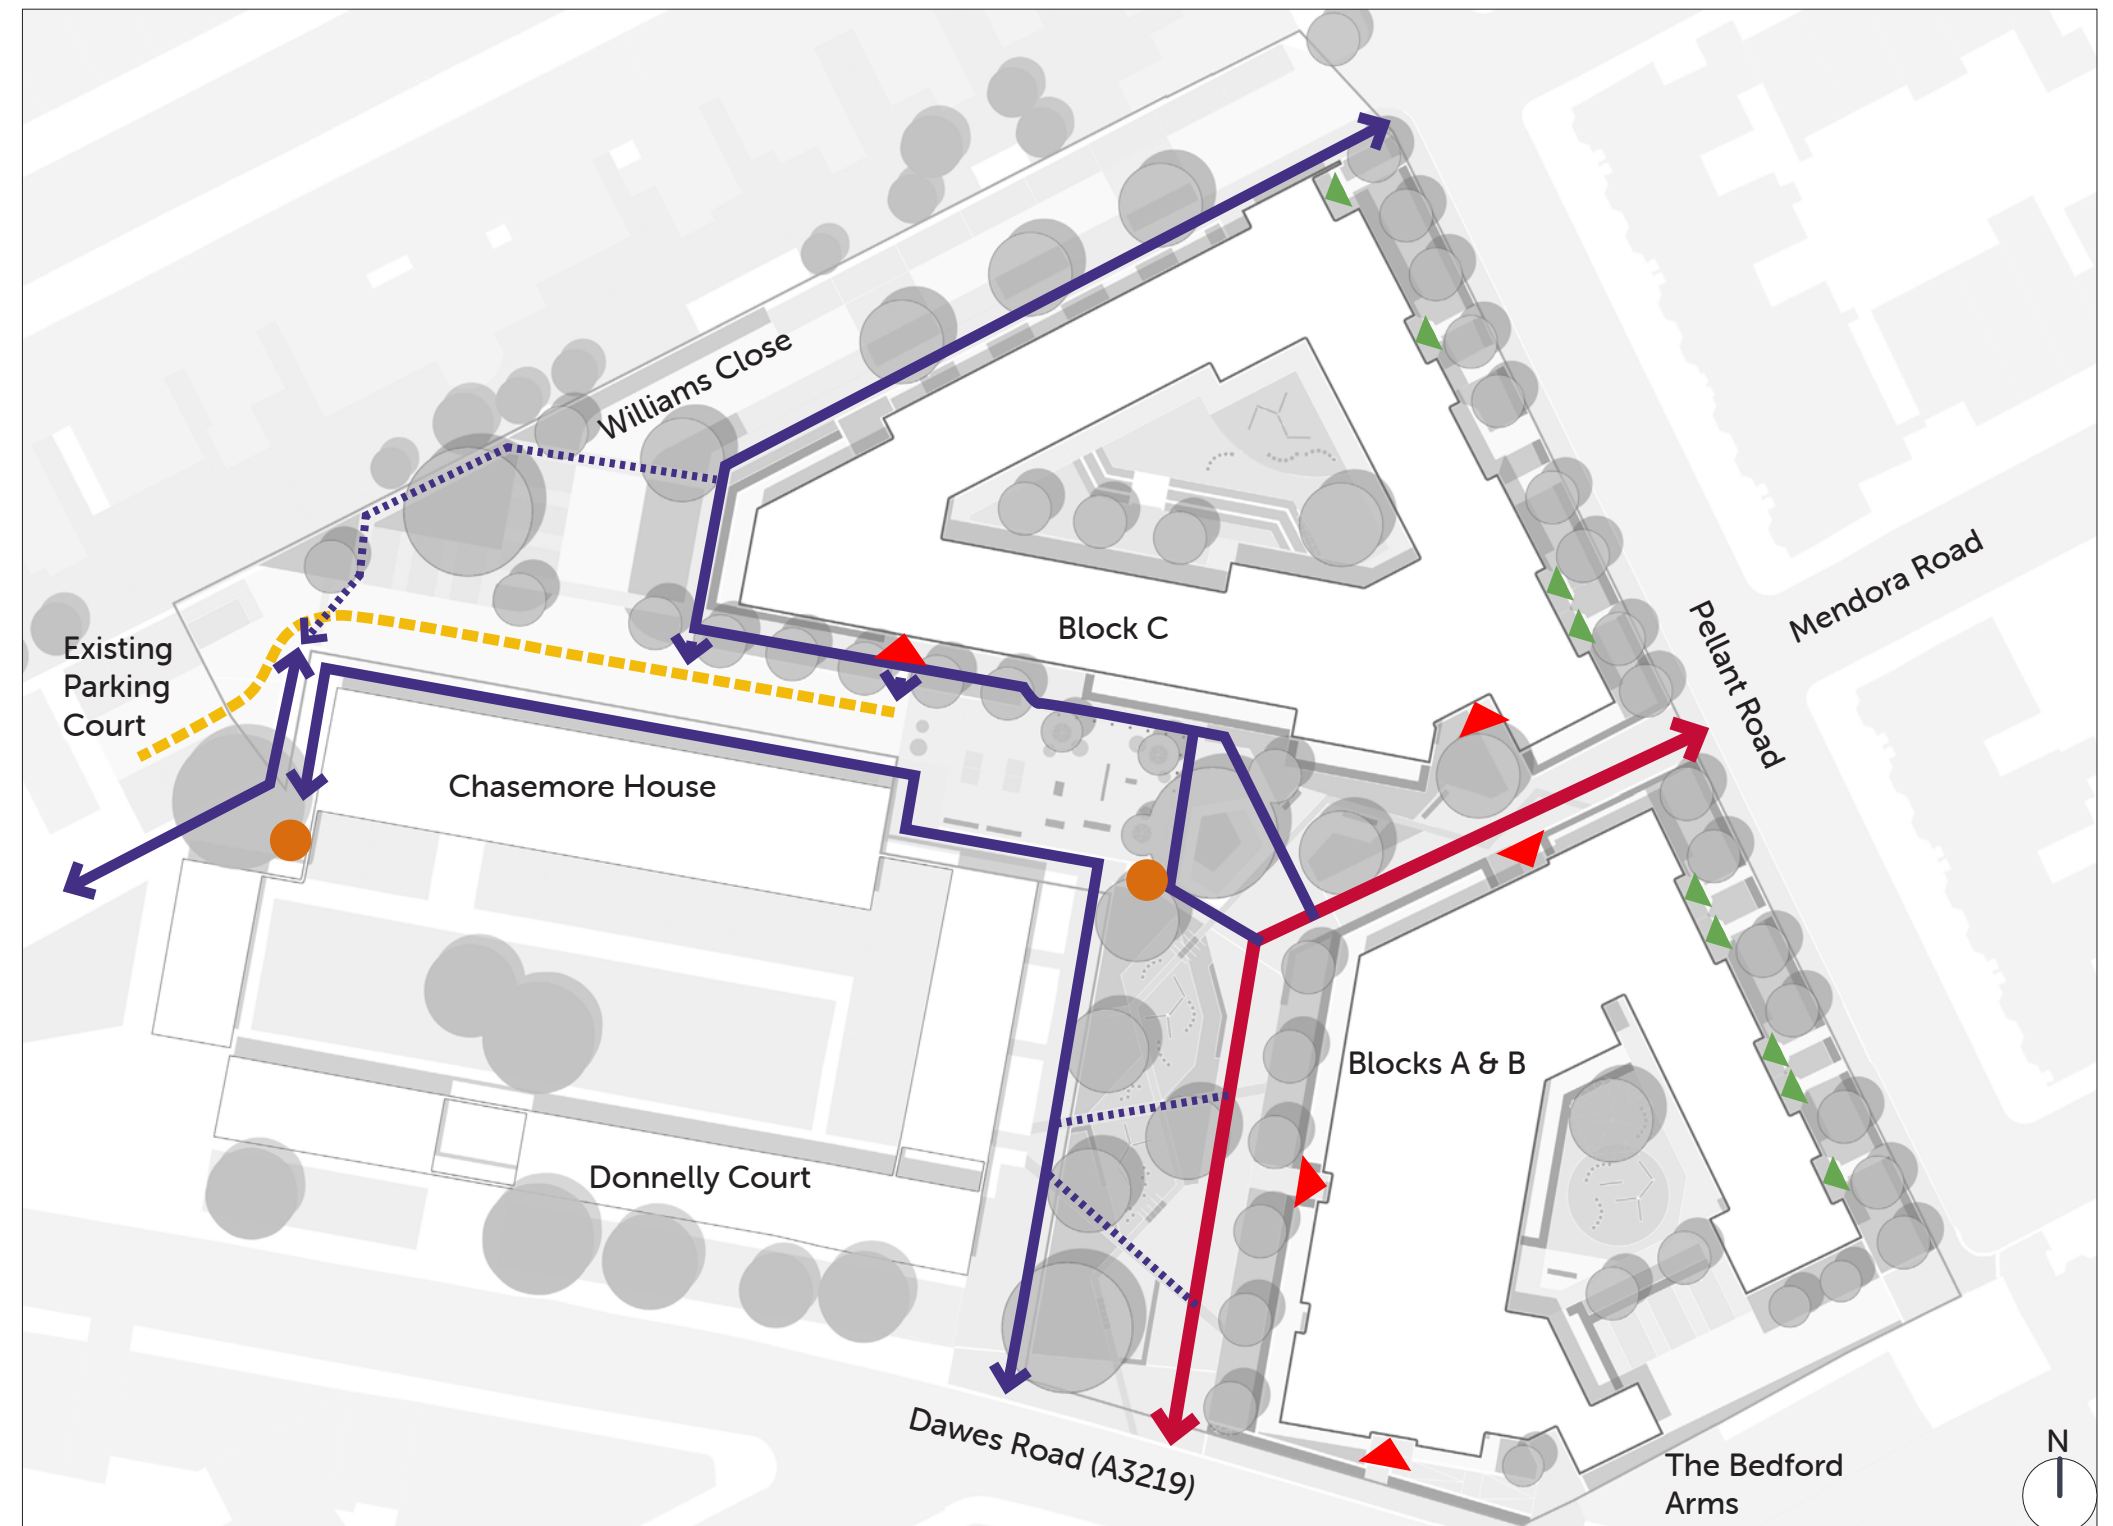 Williams Close
Existing
Parking
Court
Block C
Mendora Road
Pellant Road
Chasemore House
Blocks A & B
Donnelly Court
Dawes Road (A3219)
The Bedford
Arms
N